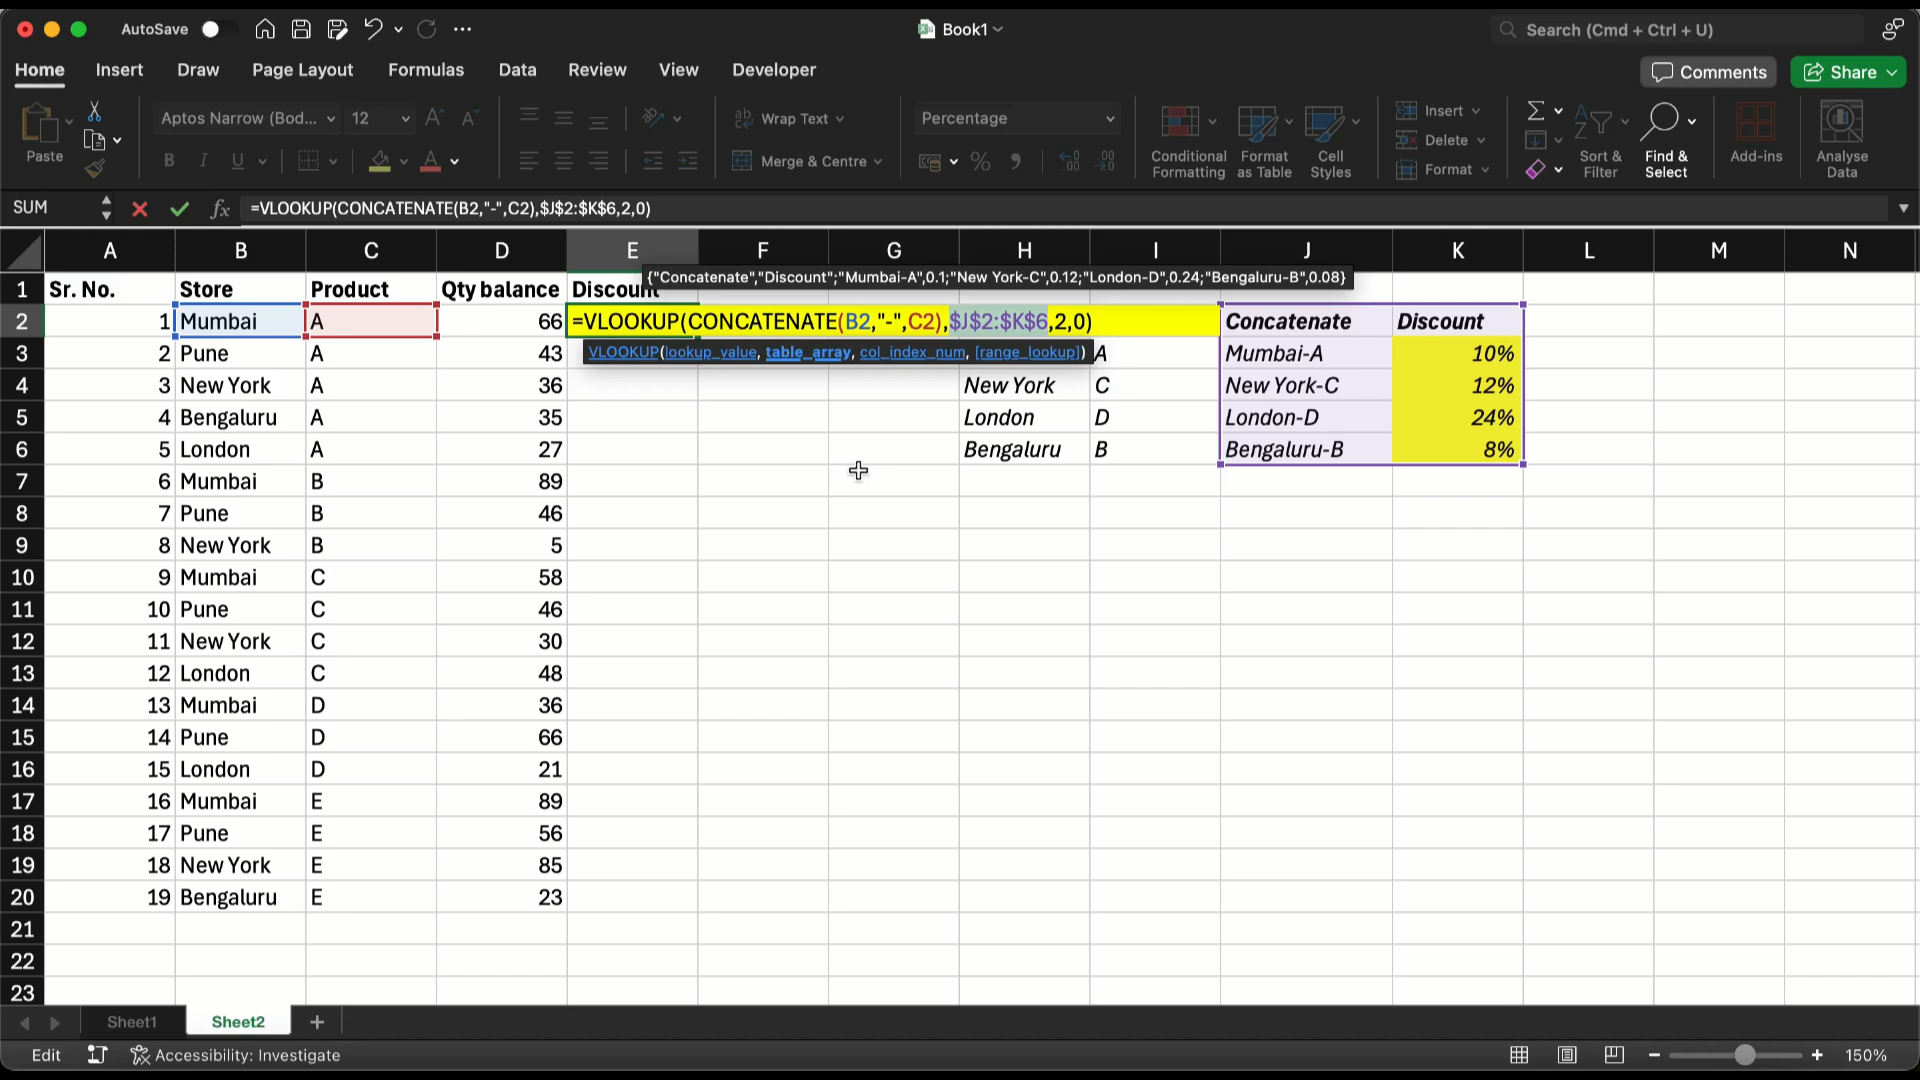 AutoSave Book1 Search (Cmd + Ctrl + U)
Home Insert Draw Page Layout Formulas Data Review View Developer Comments Share
Paste Aptos Narrow (Bod... 12 A A Wrap Text Percentage
B I U A Merge & Centre % Conditional Formatting Format as Table Cell Styles Insert Delete Format Sort & Filter Find & Select Add-ins Analyse Data
SUM fx =VLOOKUP(CONCATENATE(B2,"-",C2),$J$2:$K$6,2,0)
A B C D E F G H I J K L M N
{"Concatenate","Discount";"Mumbai-A",0.1;"New York-C",0.12;"London-D",0.24;"Bengaluru-B",0.08}
1 Sr. No. Store Product Qty balance Discount
2 1 Mumbai A 66 =VLOOKUP(CONCATENATE(B2,"-",C2),$J$2:$K$6,2,0) Concatenate Discount
VLOOKUP(lookup_value, table_array, col_index_num, [range_lookup])
3 2 Pune A 43 A Mumbai-A 10%
4 3 New York A 36 New York C New York-C 12%
5 4 Bengaluru A 35 London D London-D 24%
6 5 London A 27 Bengaluru B Bengaluru-B 8%
7 6 Mumbai B 89
8 7 Pune B 46
9 8 New York B 5
10 9 Mumbai C 58
11 10 Pune C 46
12 11 New York C 30
13 12 London C 48
14 13 Mumbai D 36
15 14 Pune D 66
16 15 London D 21
17 16 Mumbai E 89
18 17 Pune E 56
19 18 New York E 85
20 19 Bengaluru E 23
21
22
23
Sheet1 Sheet2 +
Edit Accessibility: Investigate 150%